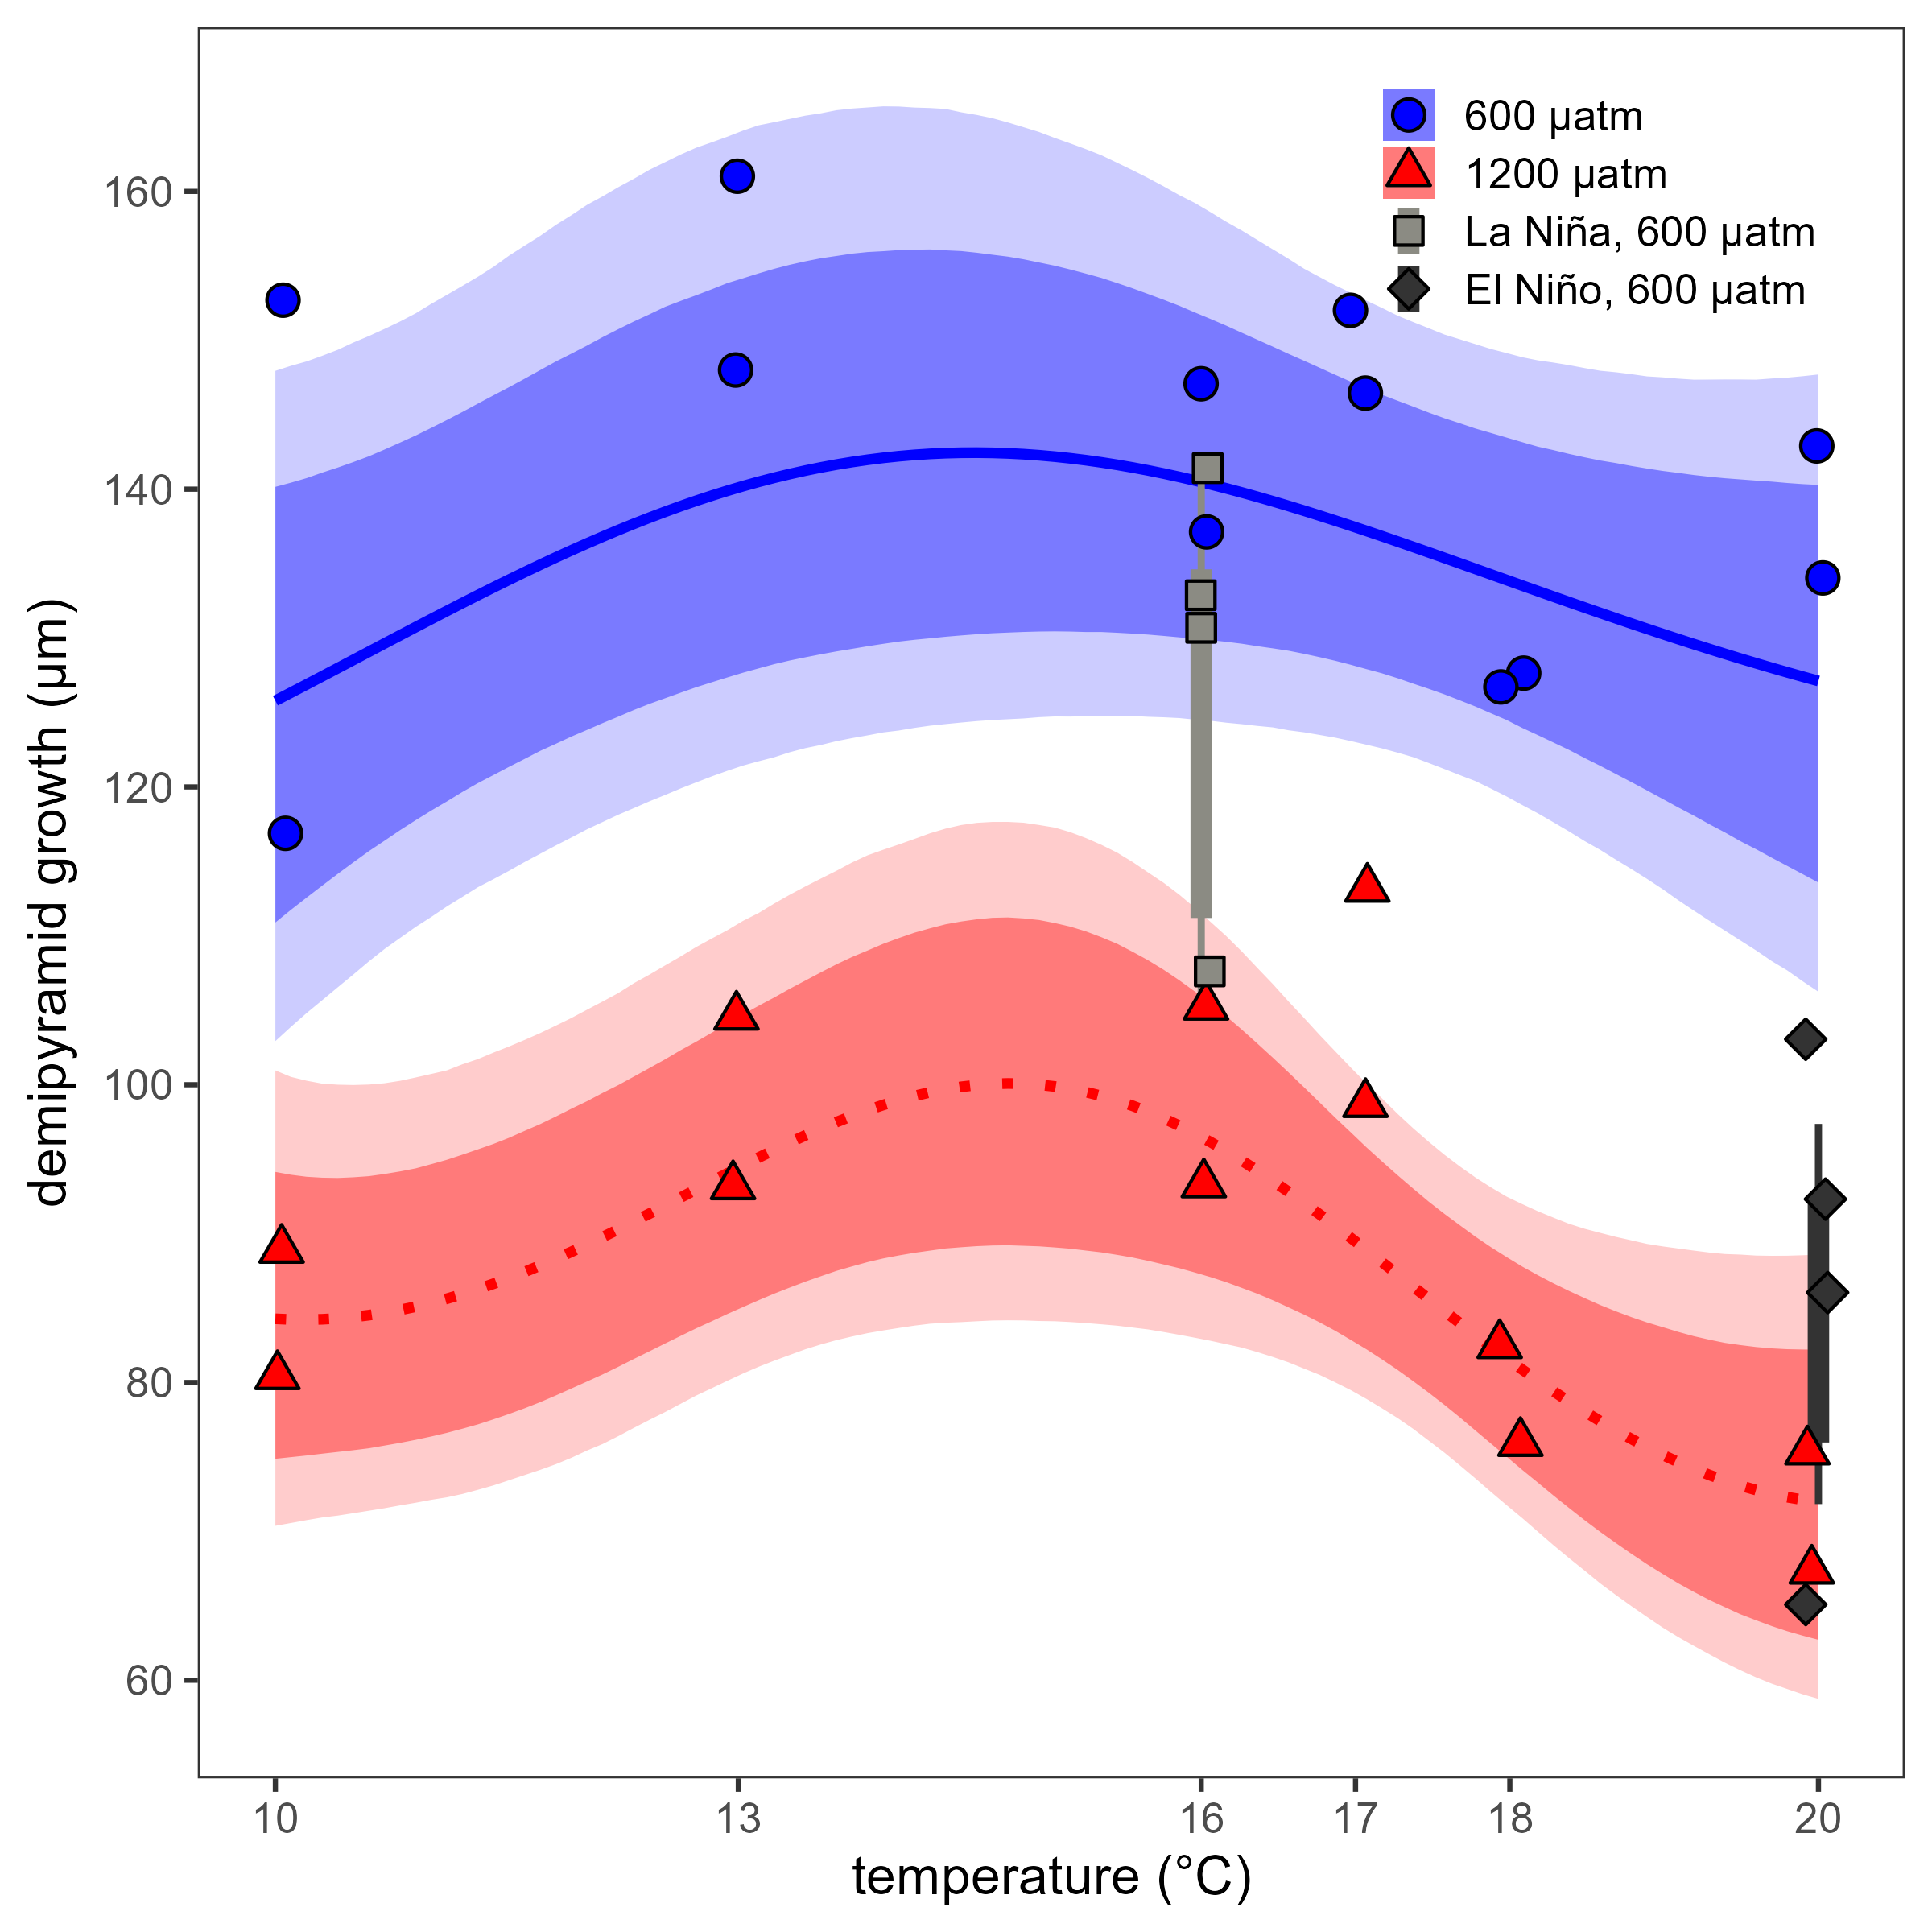 600 µatm
1200 µatm
La Niña, 600 µatm
El Niño, 600 µatm
demipyramid growth (µm)
160
140
120
100
80
60
10 13 16 17 18 20
temperature (°C)